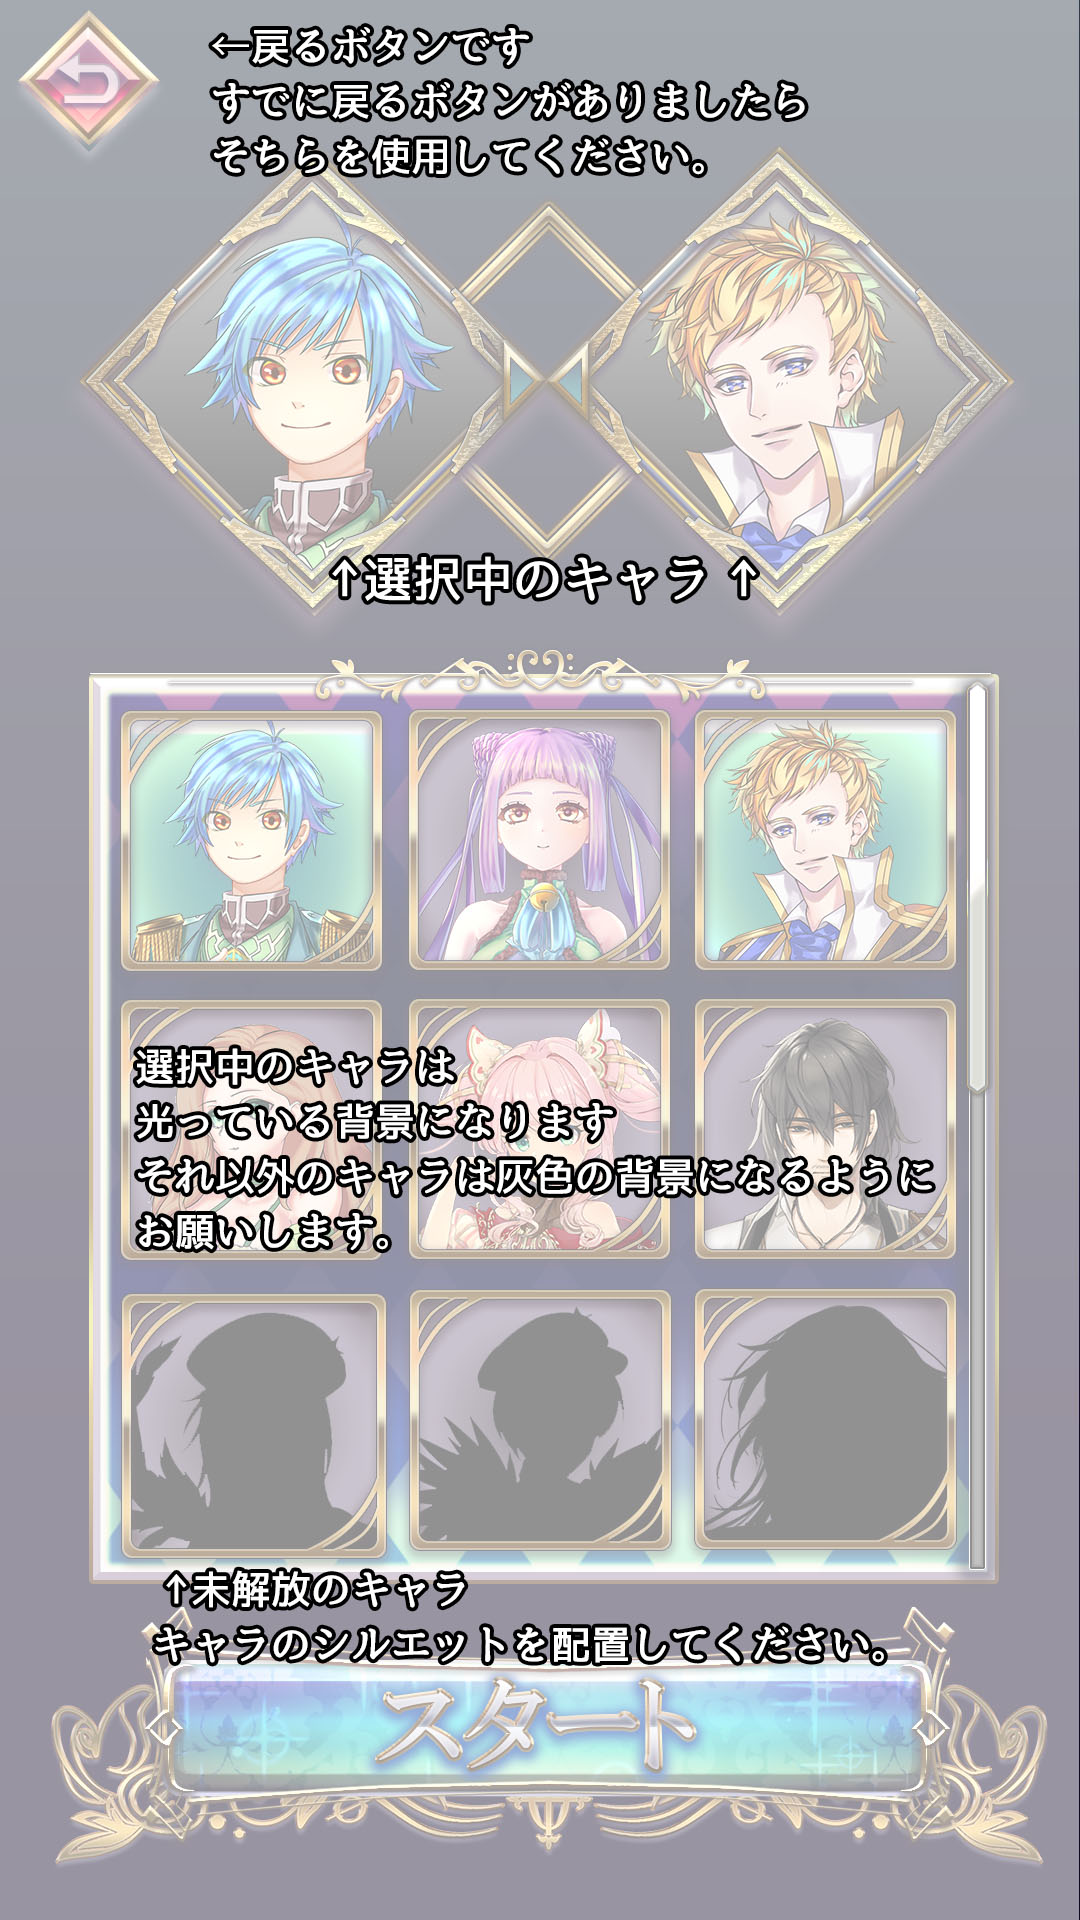 ←戻るボタンです
すでに戻るボタンがありましたら
そちらを使用してください。
↑選択中のキャラ ↑
選択中のキャラは
光っている背景になります
それ以外のキャラは灰色の背景になるように
お願いします。
↑未解放のキャラ
キャラのシルエットを配置してください。
スタート